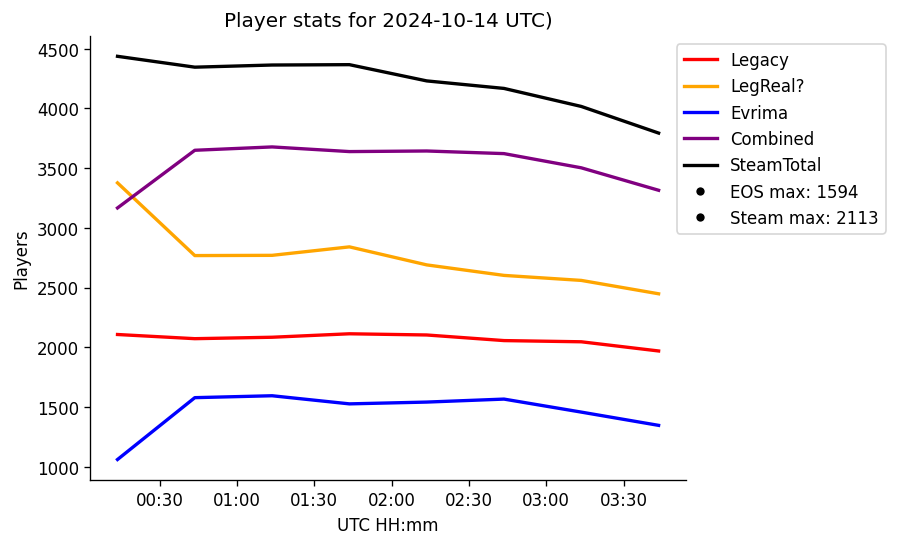 Player stats for 2024-10-14 UTC)
Players
4500
4000
3500
3000
2500
2000
1500
1000
00:30 01:00 01:30 02:00 02:30 03:00 03:30
UTC HH:mm
Legacy
LegReal?
Evrima
Combined
SteamTotal
EOS max: 1594
Steam max: 2113